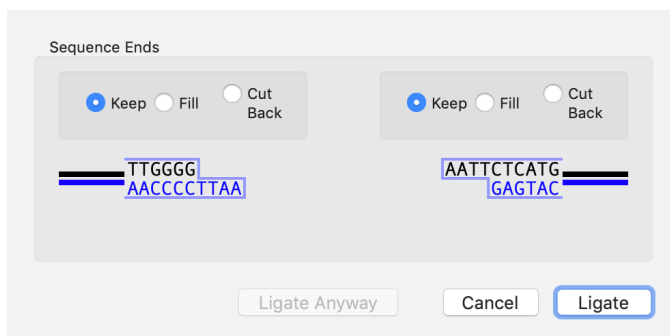 Sequence Ends
Keep Fill Cut Back
Keep Fill Cut Back
TTGGGG
AACCCCTTAA
AATTCTCATG
GAGTAC
Ligate Anyway Cancel Ligate